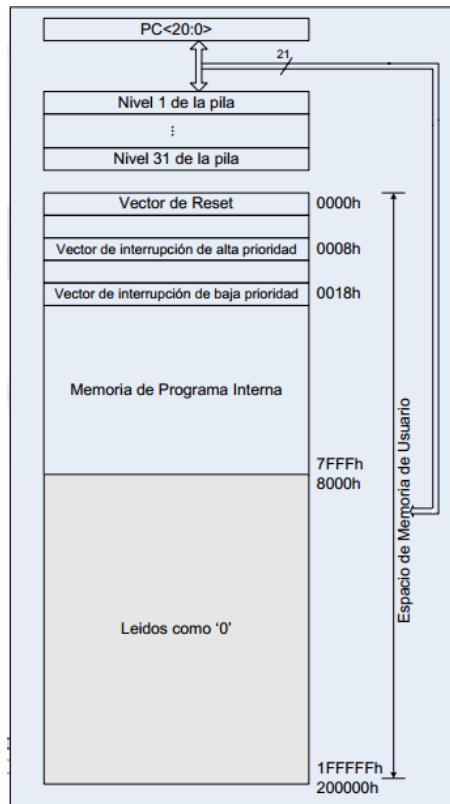 PC<20:0>
21
Nivel 1 de la pila
⋮
Nivel 31 de la pila
Vector de Reset
0000h
Vector de interrupción de alta prioridad
0008h
Vector de interrupción de baja prioridad
0018h
Memoria de Programa Interna
7FFFh
8000h
Espacio de Memoria de Usuario
Leidos como ‘0’
1FFFFFh
200000h